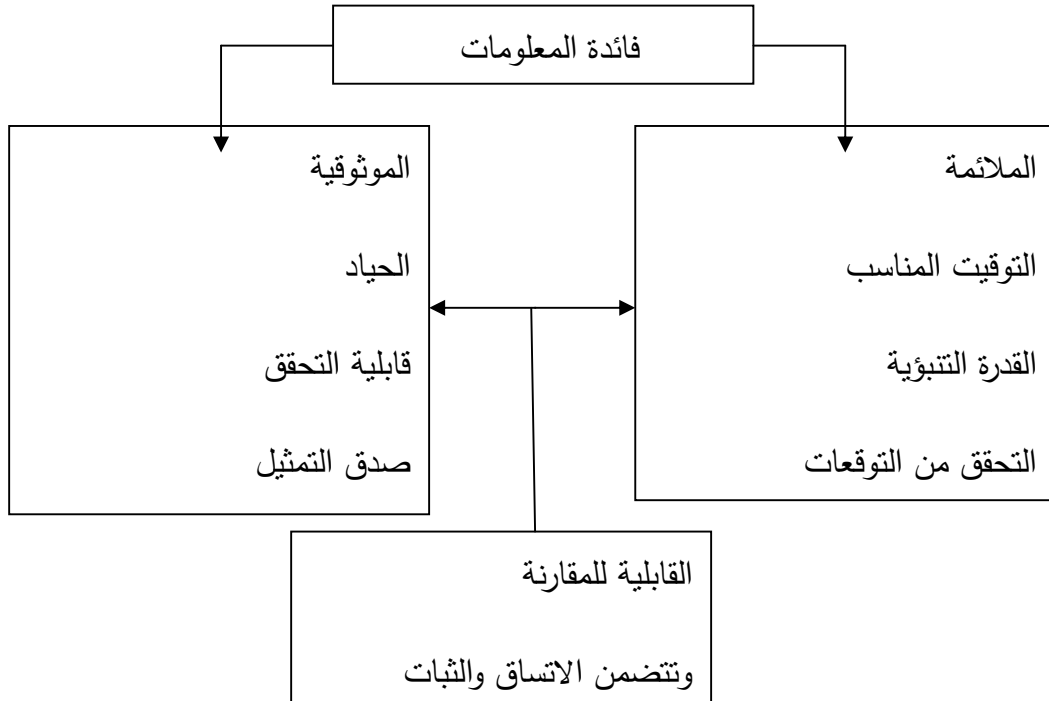 فائدة المعلومات
الملائمة
التوقيت المناسب
القدرة التنبؤية
التحقق من التوقعات
الموثوقية
الحياد
قابلية التحقق
صدق التمثيل
القابلية للمقارنة
وتتضمن الاتساق والثبات